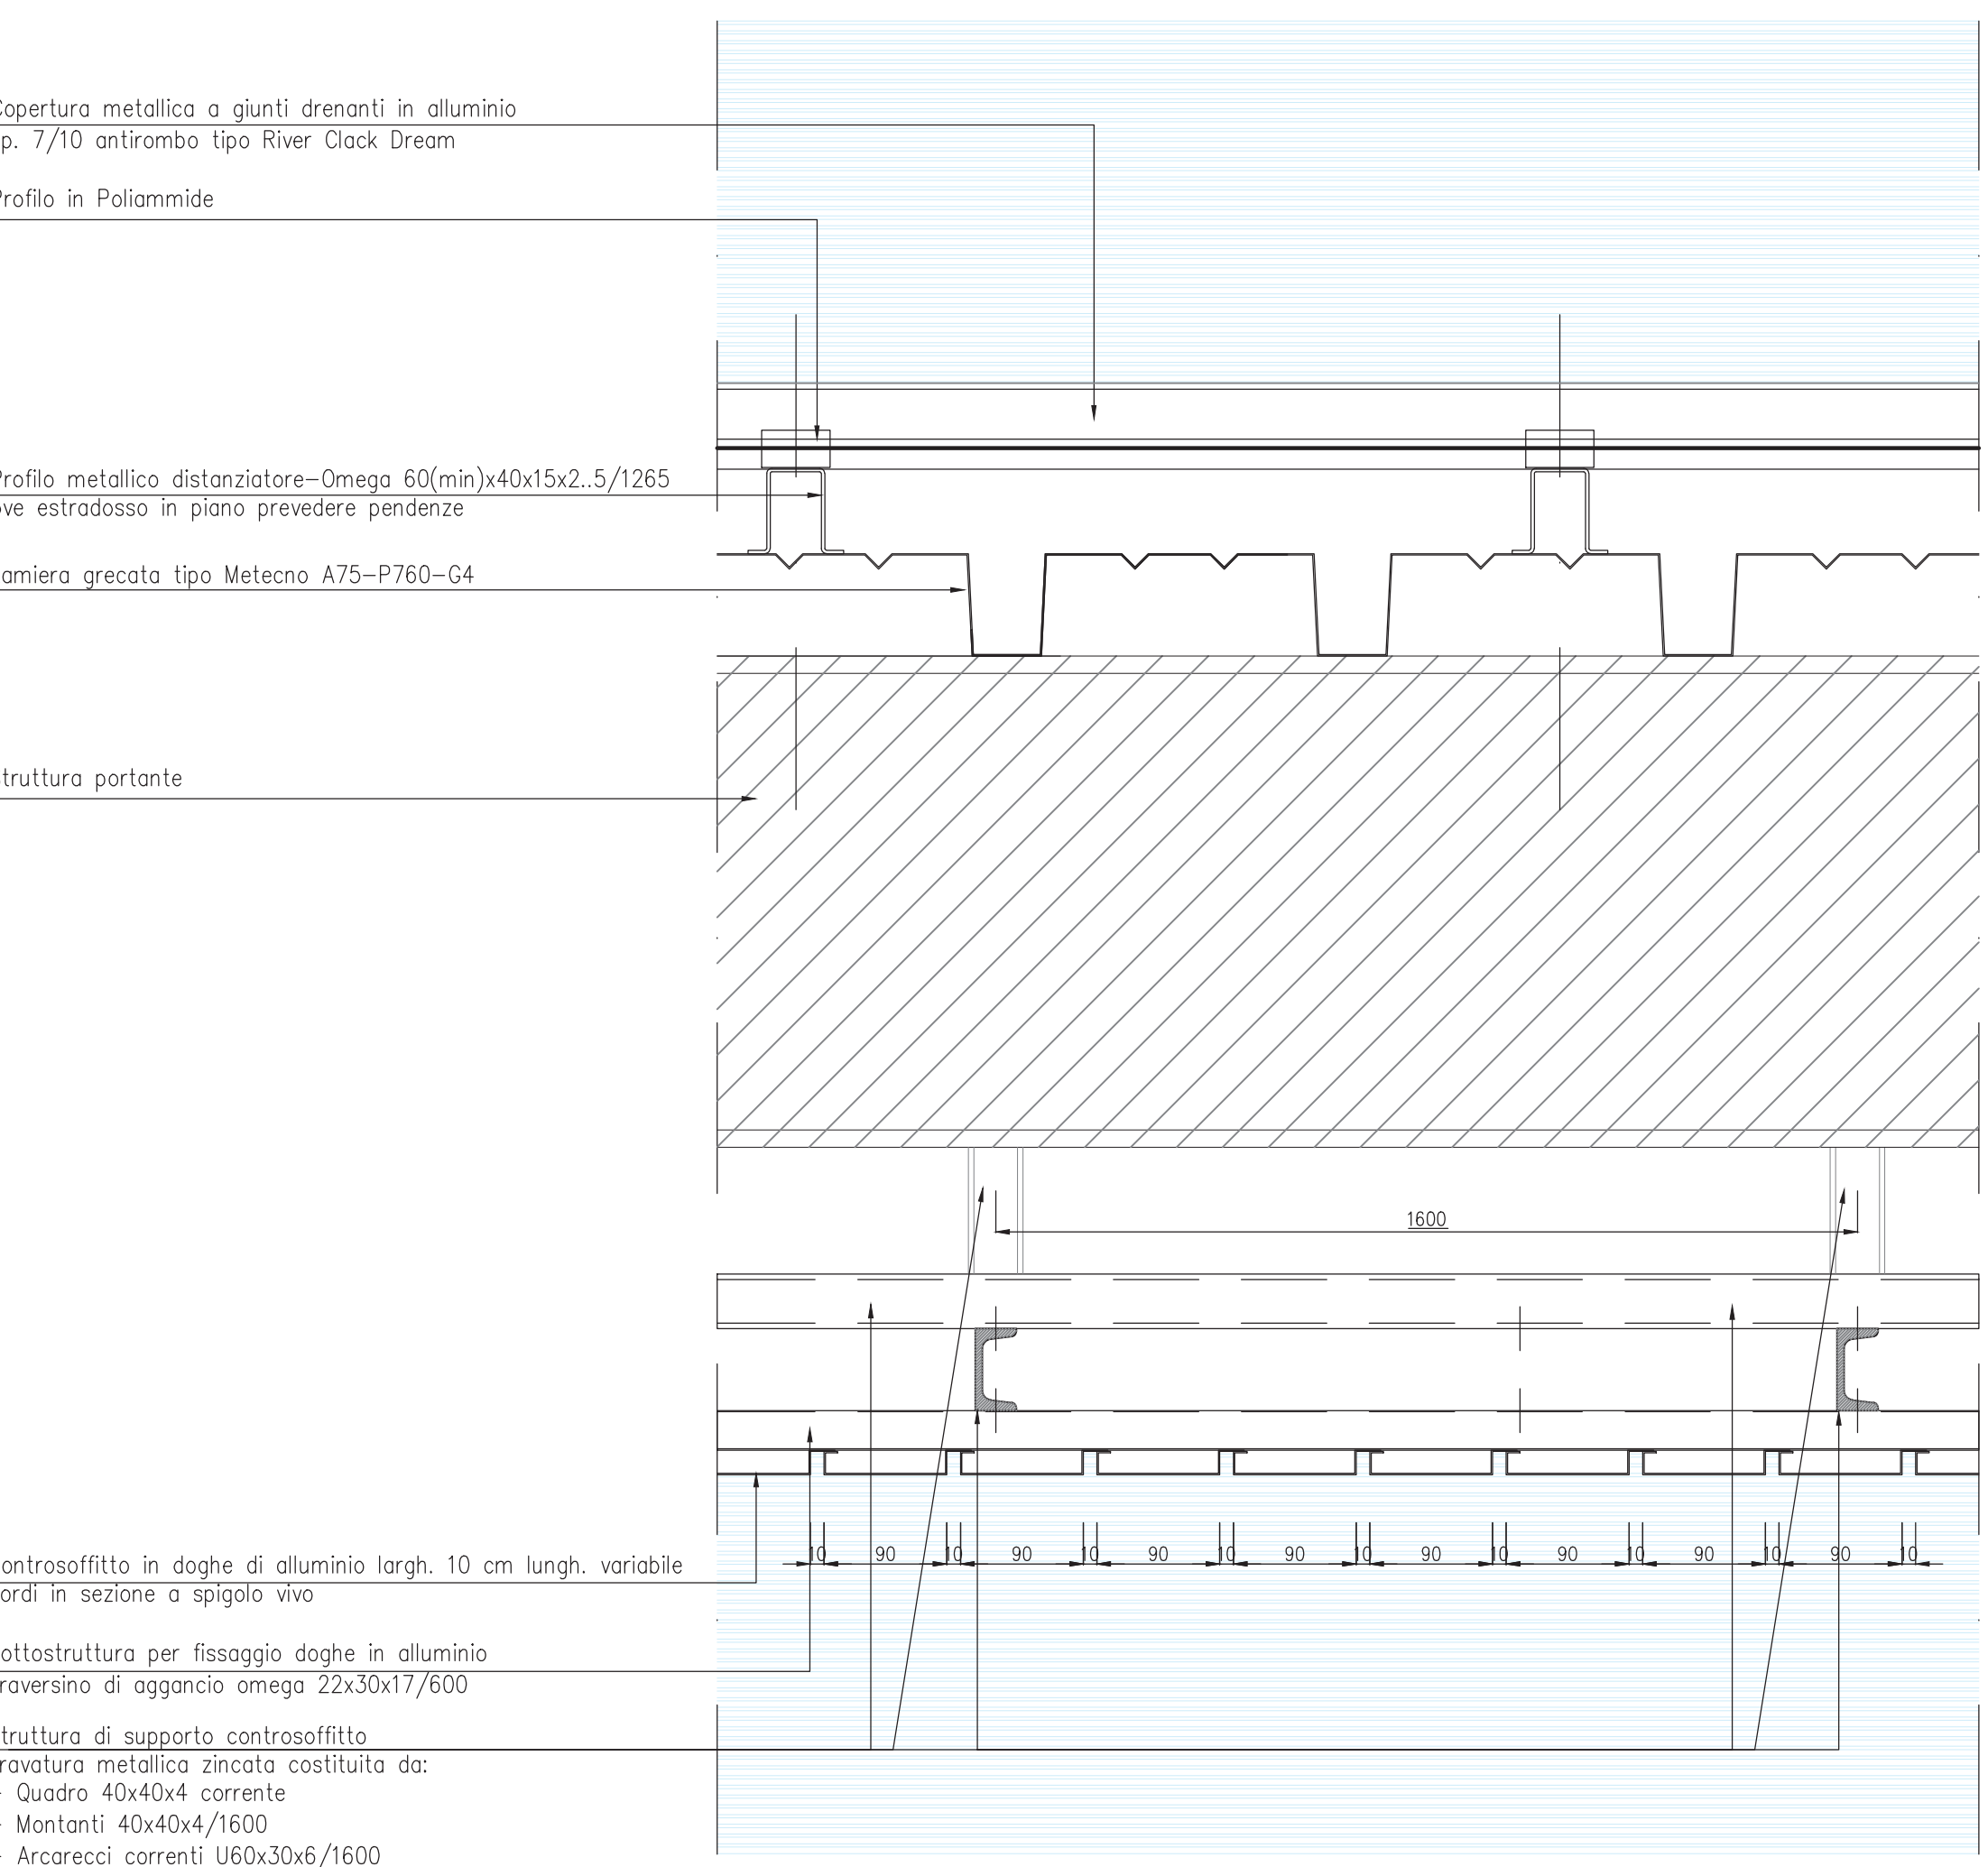 Copertura metallica a giunti drenanti in alluminio
p. 7/10 antirombo tipo River Clack Dream
Profilo in Poliammide
Profilo metallico distanziatore-Omega 60(min)x40x15x2..5/1265
ove estradosso in piano prevedere pendenze
amiera grecata tipo Metecno A75-P760-G4
truttura portante
1600
10 90 10 90 10 90 10 90 10 90 10 90 10 90 10 90 10
ontrosoffitto in doghe di alluminio largh. 10 cm lungh. variabile
ordi in sezione a spigolo vivo
ottostruttura per fissaggio doghe in alluminio
raversino di aggancio omega 22x30x17/600
truttura di supporto controsoffitto
ravatura metallica zincata costituita da:
- Quadro 40x40x4 corrente
- Montanti 40x40x4/1600
- Arcarecci correnti U60x30x6/1600